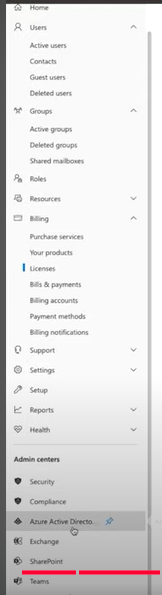 Home
Users
Active users
Contacts
Guest users
Deleted users
Groups
Active groups
Deleted groups
Shared mailboxes
Roles
Resources
Billing
Purchase services
Your products
Licenses
Bills & payments
Billing accounts
Payment methods
Billing notifications
Support
Settings
Setup
Reports
Health
Admin centers
Security
Compliance
Azure Active Directo...
Exchange
SharePoint
Teams